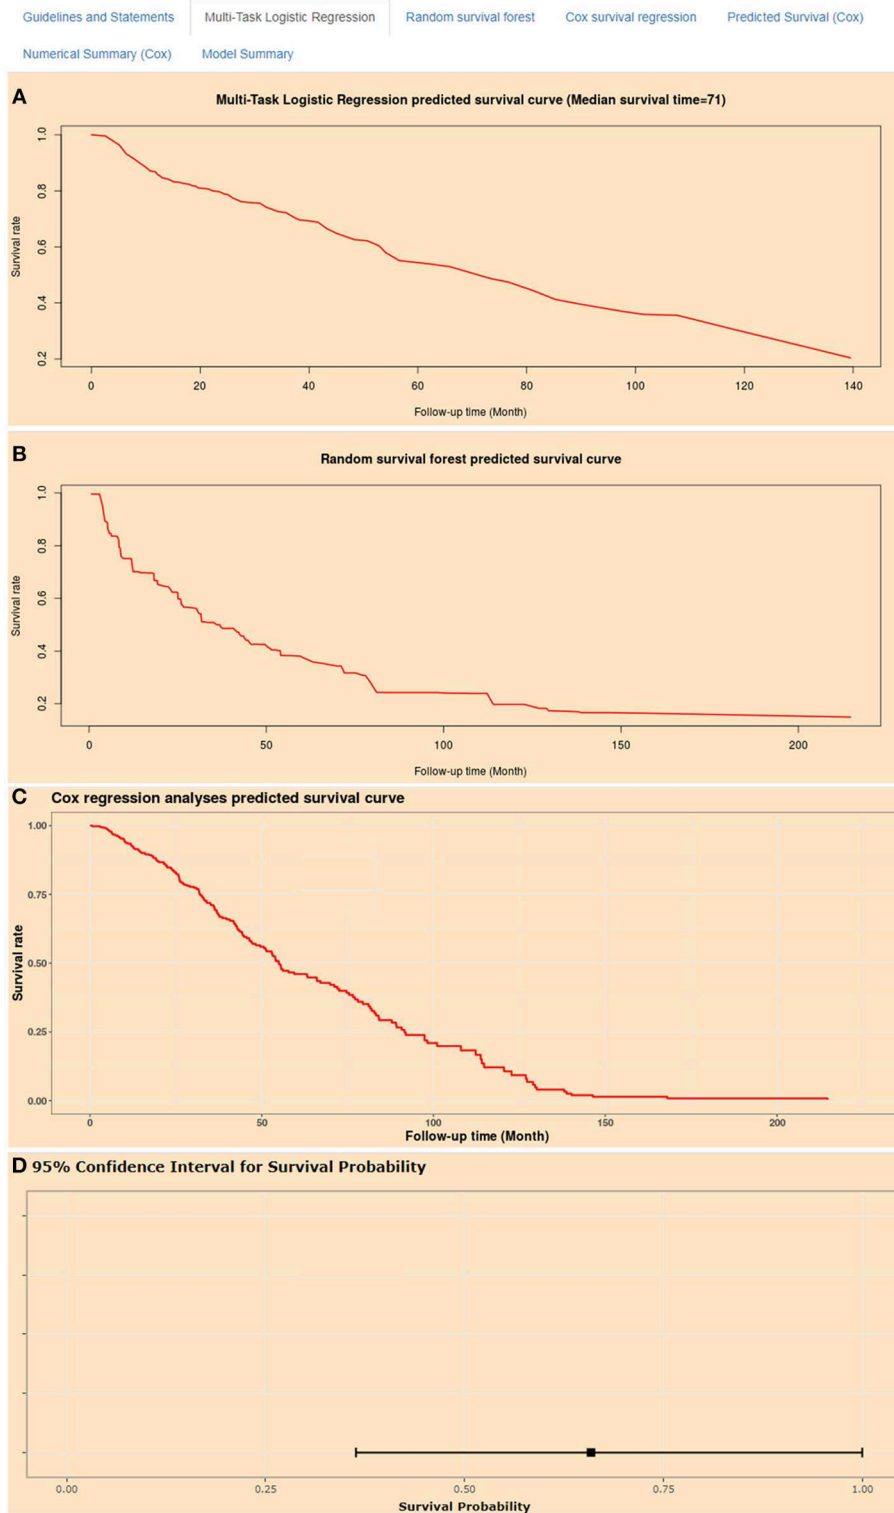 Guidelines and Statements Multi-Task Logistic Regression Random survival forest Cox survival regression Predicted Survival (Cox)
Numerical Summary (Cox) Model Summary
A
Multi-Task Logistic Regression predicted survival curve (Median survival time=71)
Survival rate
1.0
0.8
0.6
0.4
0.2
0 20 40 60 80 100 120 140
Follow-up time (Month)
B
Random survival forest predicted survival curve
Survival rate
1.0
0.8
0.6
0.4
0.2
0 50 100 150 200
Follow-up time (Month)
C Cox regression analyses predicted survival curve
Survival rate
1.00
0.75
0.50
0.25
0.00
0 50 100 150 200
Follow-up time (Month)
D 95% Confidence Interval for Survival Probability
0.00 0.25 0.50 0.75 1.00
Survival Probability